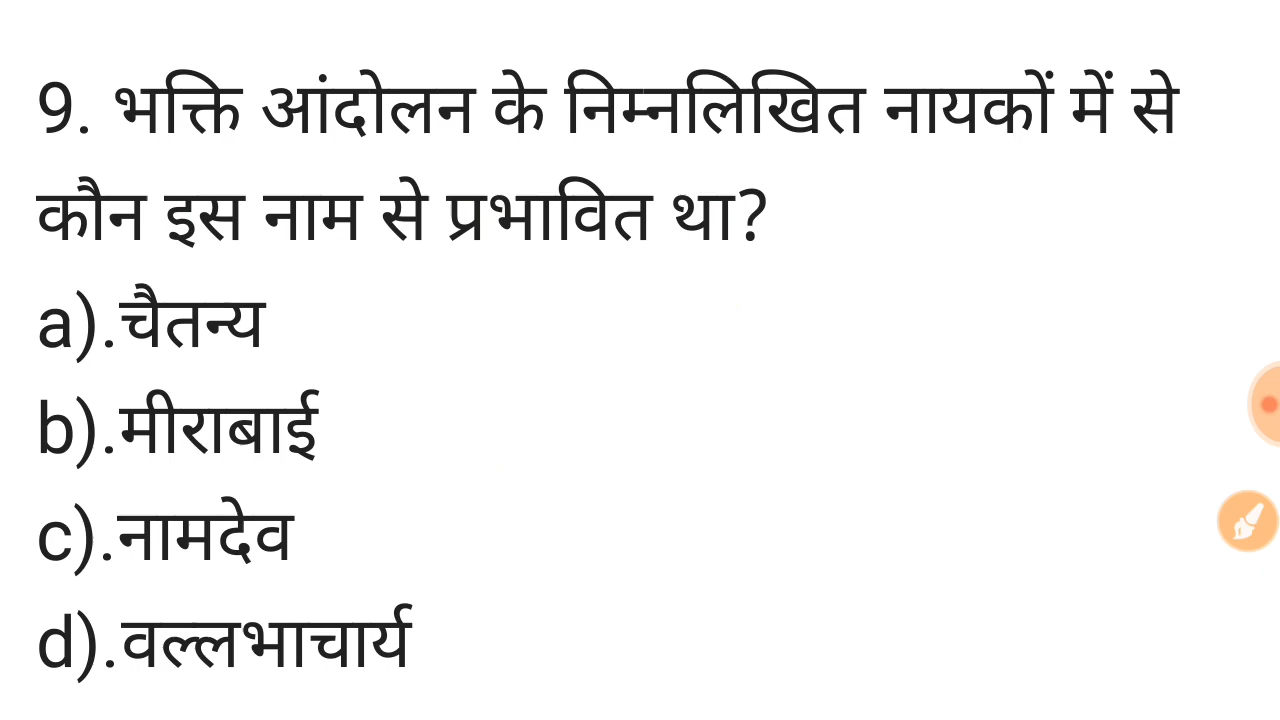 9. भक्ति आंदोलन के निम्नलिखित नायकों में से
कौन इस नाम से प्रभावित था?
a).चैतन्य
b).मीराबाई
c).नामदेव
d).वल्लभाचार्य